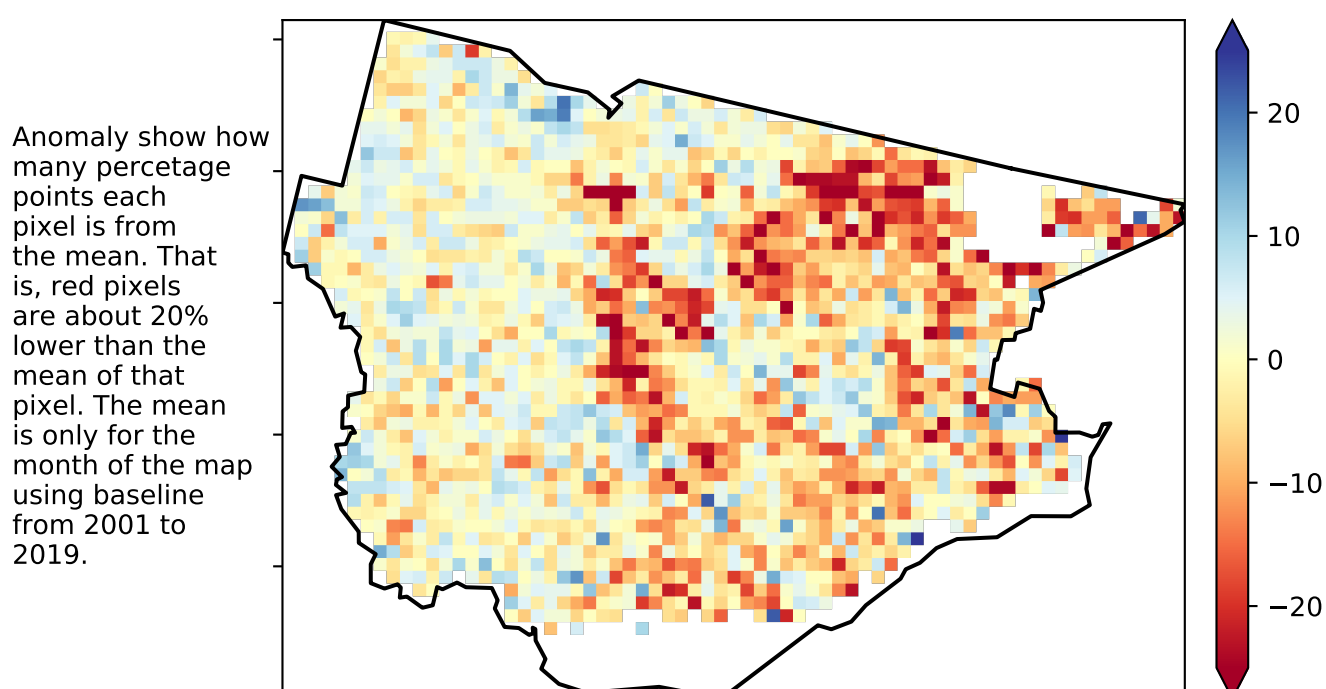 Anomaly show how
many percetage
points each
pixel is from
the mean. That
is, red pixels
are about 20%
lower than the
mean of that
pixel. The mean
is only for the
month of the map
using baseline
from 2001 to
2019.
20
10
0
−10
−20